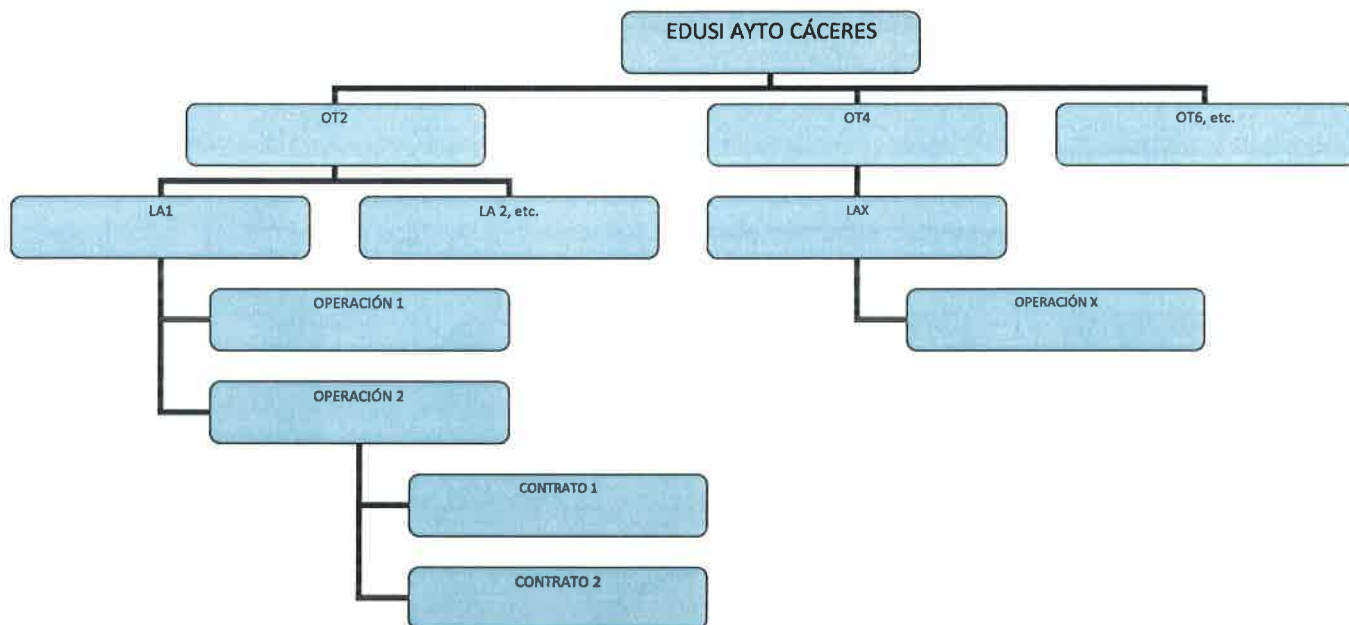 EDUSI AYTO CÁCERES
OT2
OT4
OT6, etc.
LA1
LA 2, etc.
LAX
OPERACIÓN 1
OPERACIÓN X
OPERACIÓN 2
CONTRATO 1
CONTRATO 2